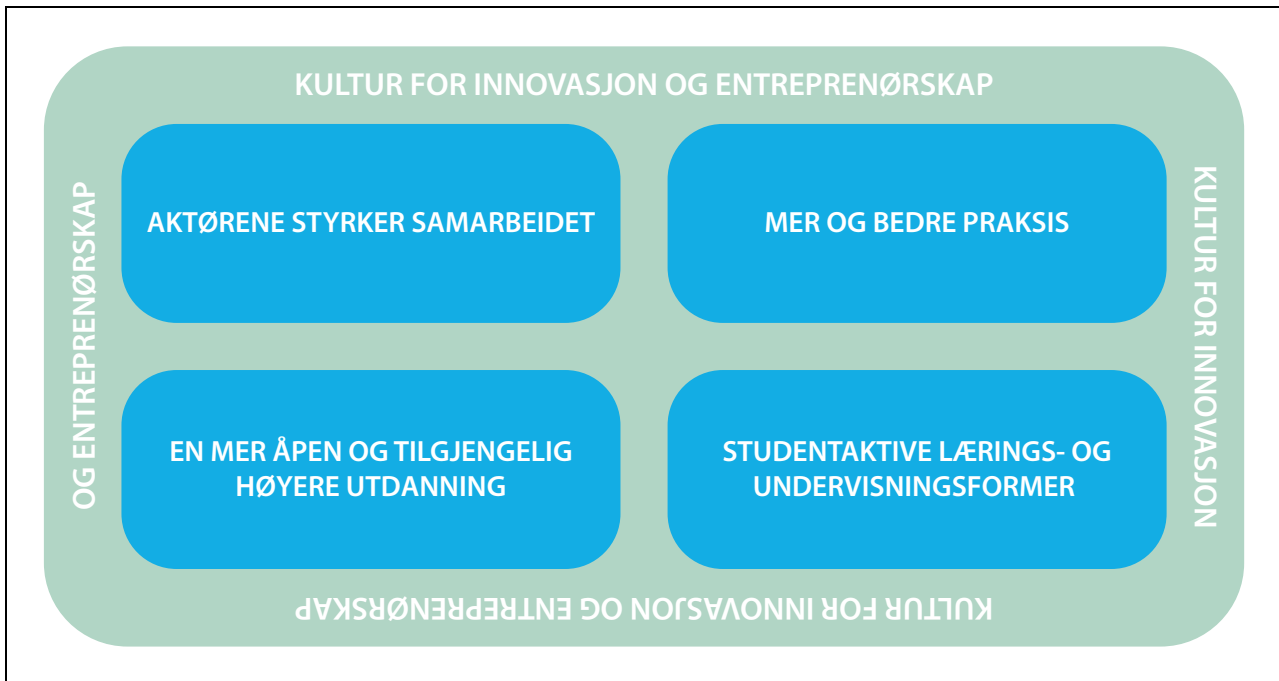 KULTUR FOR INNOVASJON OG ENTREPRENØRSKAP
AKTØRENE STYRKER SAMARBEIDET
MER OG BEDRE PRAKSIS
EN MER ÅPEN OG TILGJENGELIG
HØYERE UTDANNING
STUDENTAKTIVE LÆRINGS- OG
UNDERVISNINGSFORMER
KULTUR FOR INNOVASJON
KULTUR FOR INNOVASJON OG ENTREPRENØRSKAP
OG ENTREPRENØRSKAP